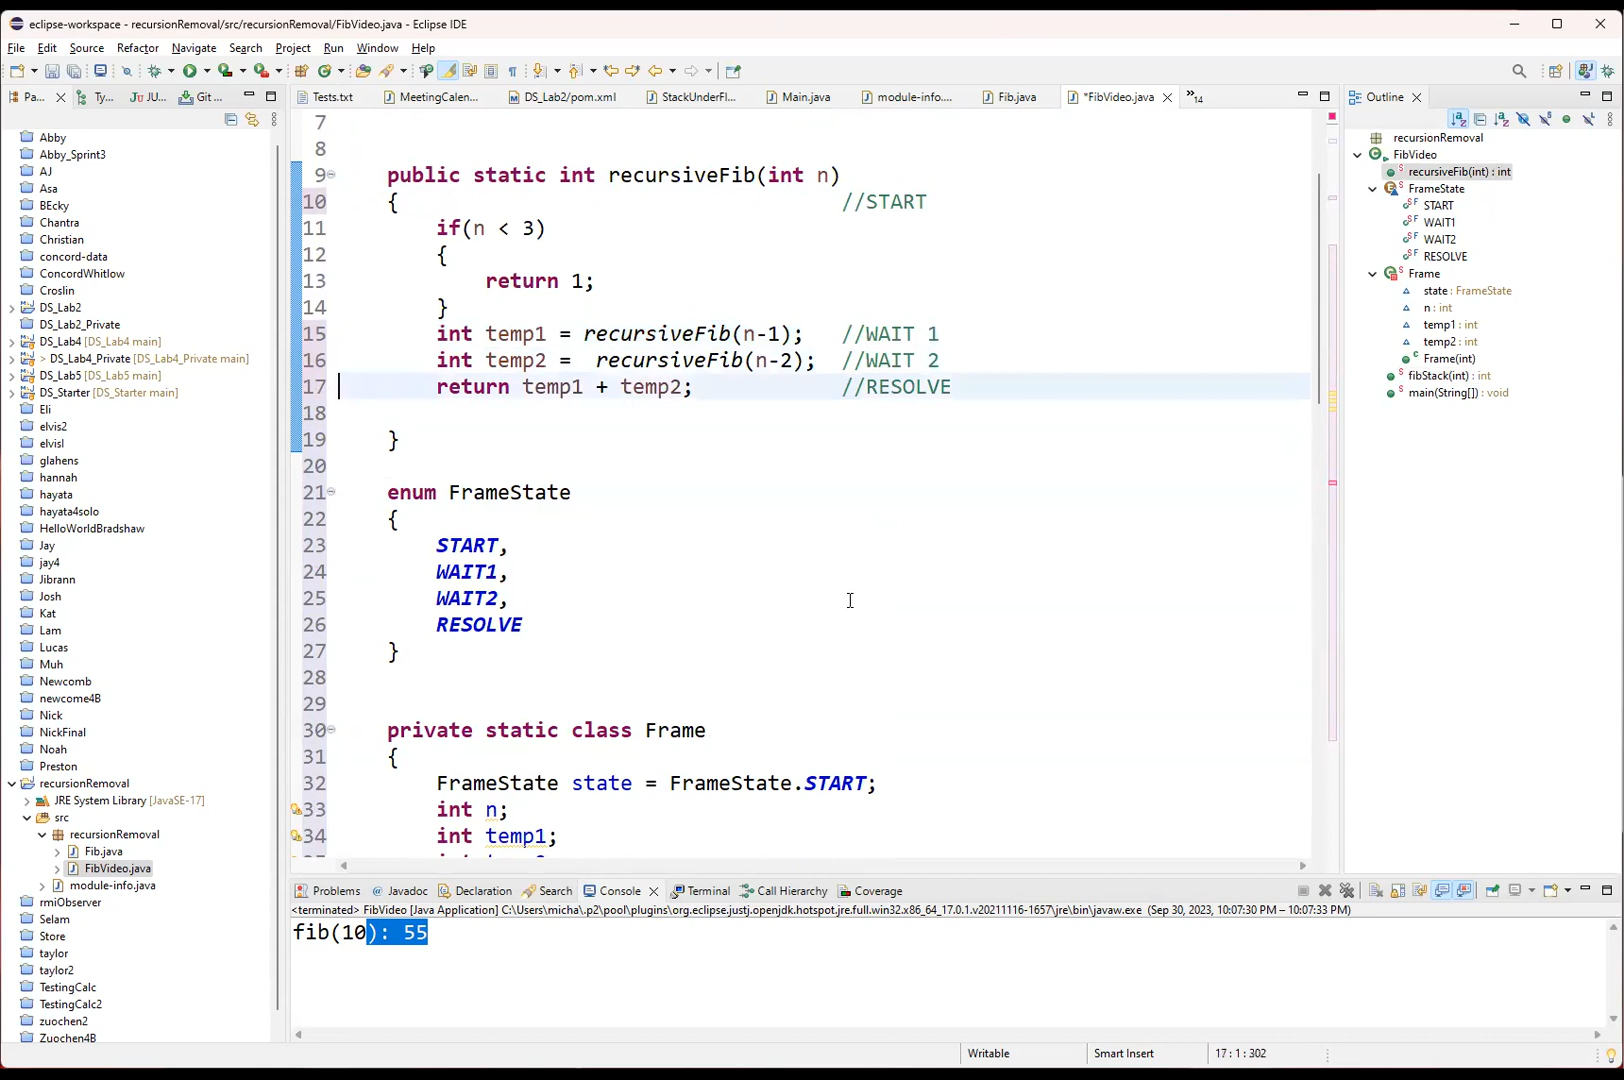 eclipse-workspace - recursionRemoval/src/recursionRemoval/FibVideo.java - Eclipse IDE
File Edit Source Refactor Navigate Search Project Run Window Help
Pa... Ty... JU... Git ...
Tests.txt MeetingCalen... DS_Lab2/pom.xml StackUnderFl... Main.java module-info.... Fib.java *FibVideo.java »14
Outline
Abby
Abby_Sprint3
AJ
Asa
BEcky
Chantra
Christian
concord-data
ConcordWhitlow
Croslin
DS_Lab2
DS_Lab2_Private
DS_Lab4 [DS_Lab4 main]
> DS_Lab4_Private [DS_Lab4_Private main]
DS_Lab5 [DS_Lab5 main]
DS_Starter [DS_Starter main]
Eli
elvis2
elvisl
glahens
hannah
hayata
hayata4solo
HelloWorldBradshaw
Jay
jay4
Jibrann
Josh
Kat
Lam
Lucas
Muh
Newcomb
newcome4B
Nick
NickFinal
Noah
Preston
recursionRemoval
JRE System Library [JavaSE-17]
src
recursionRemoval
Fib.java
FibVideo.java
module-info.java
rmiObserver
Selam
Store
taylor
taylor2
TestingCalc
TestingCalc2
zuochen2
Zuochen4B
7
8
9 public static int recursiveFib(int n)
10 { //START
11 if(n < 3)
12 {
13 return 1;
14 }
15 int temp1 = recursiveFib(n-1); //WAIT 1
16 int temp2 = recursiveFib(n-2); //WAIT 2
17 return temp1 + temp2; //RESOLVE
18
19 }
20
21 enum FrameState
22 {
23 START,
24 WAIT1,
25 WAIT2,
26 RESOLVE
27 }
28
29
30 private static class Frame
31 {
32 FrameState state = FrameState.START;
33 int n;
34 int temp1;
recursionRemoval
FibVideo
recursiveFib(int) : int
FrameState
START
WAIT1
WAIT2
RESOLVE
Frame
state : FrameState
n : int
temp1 : int
temp2 : int
Frame(int)
fibStack(int) : int
main(String[]) : void
Problems Javadoc Declaration Search Console Terminal Call Hierarchy Coverage
<terminated> FibVideo [Java Application] C:\Users\micha\.p2\pool\plugins\org.eclipse.justj.openjdk.hotspot.jre.full.win32.x86_64_17.0.1.v20211116-1657\jre\bin\javaw.exe (Sep 30, 2023, 10:07:30 PM – 10:07:33 PM)
fib(10): 55
Writable Smart Insert 17 : 1 : 302